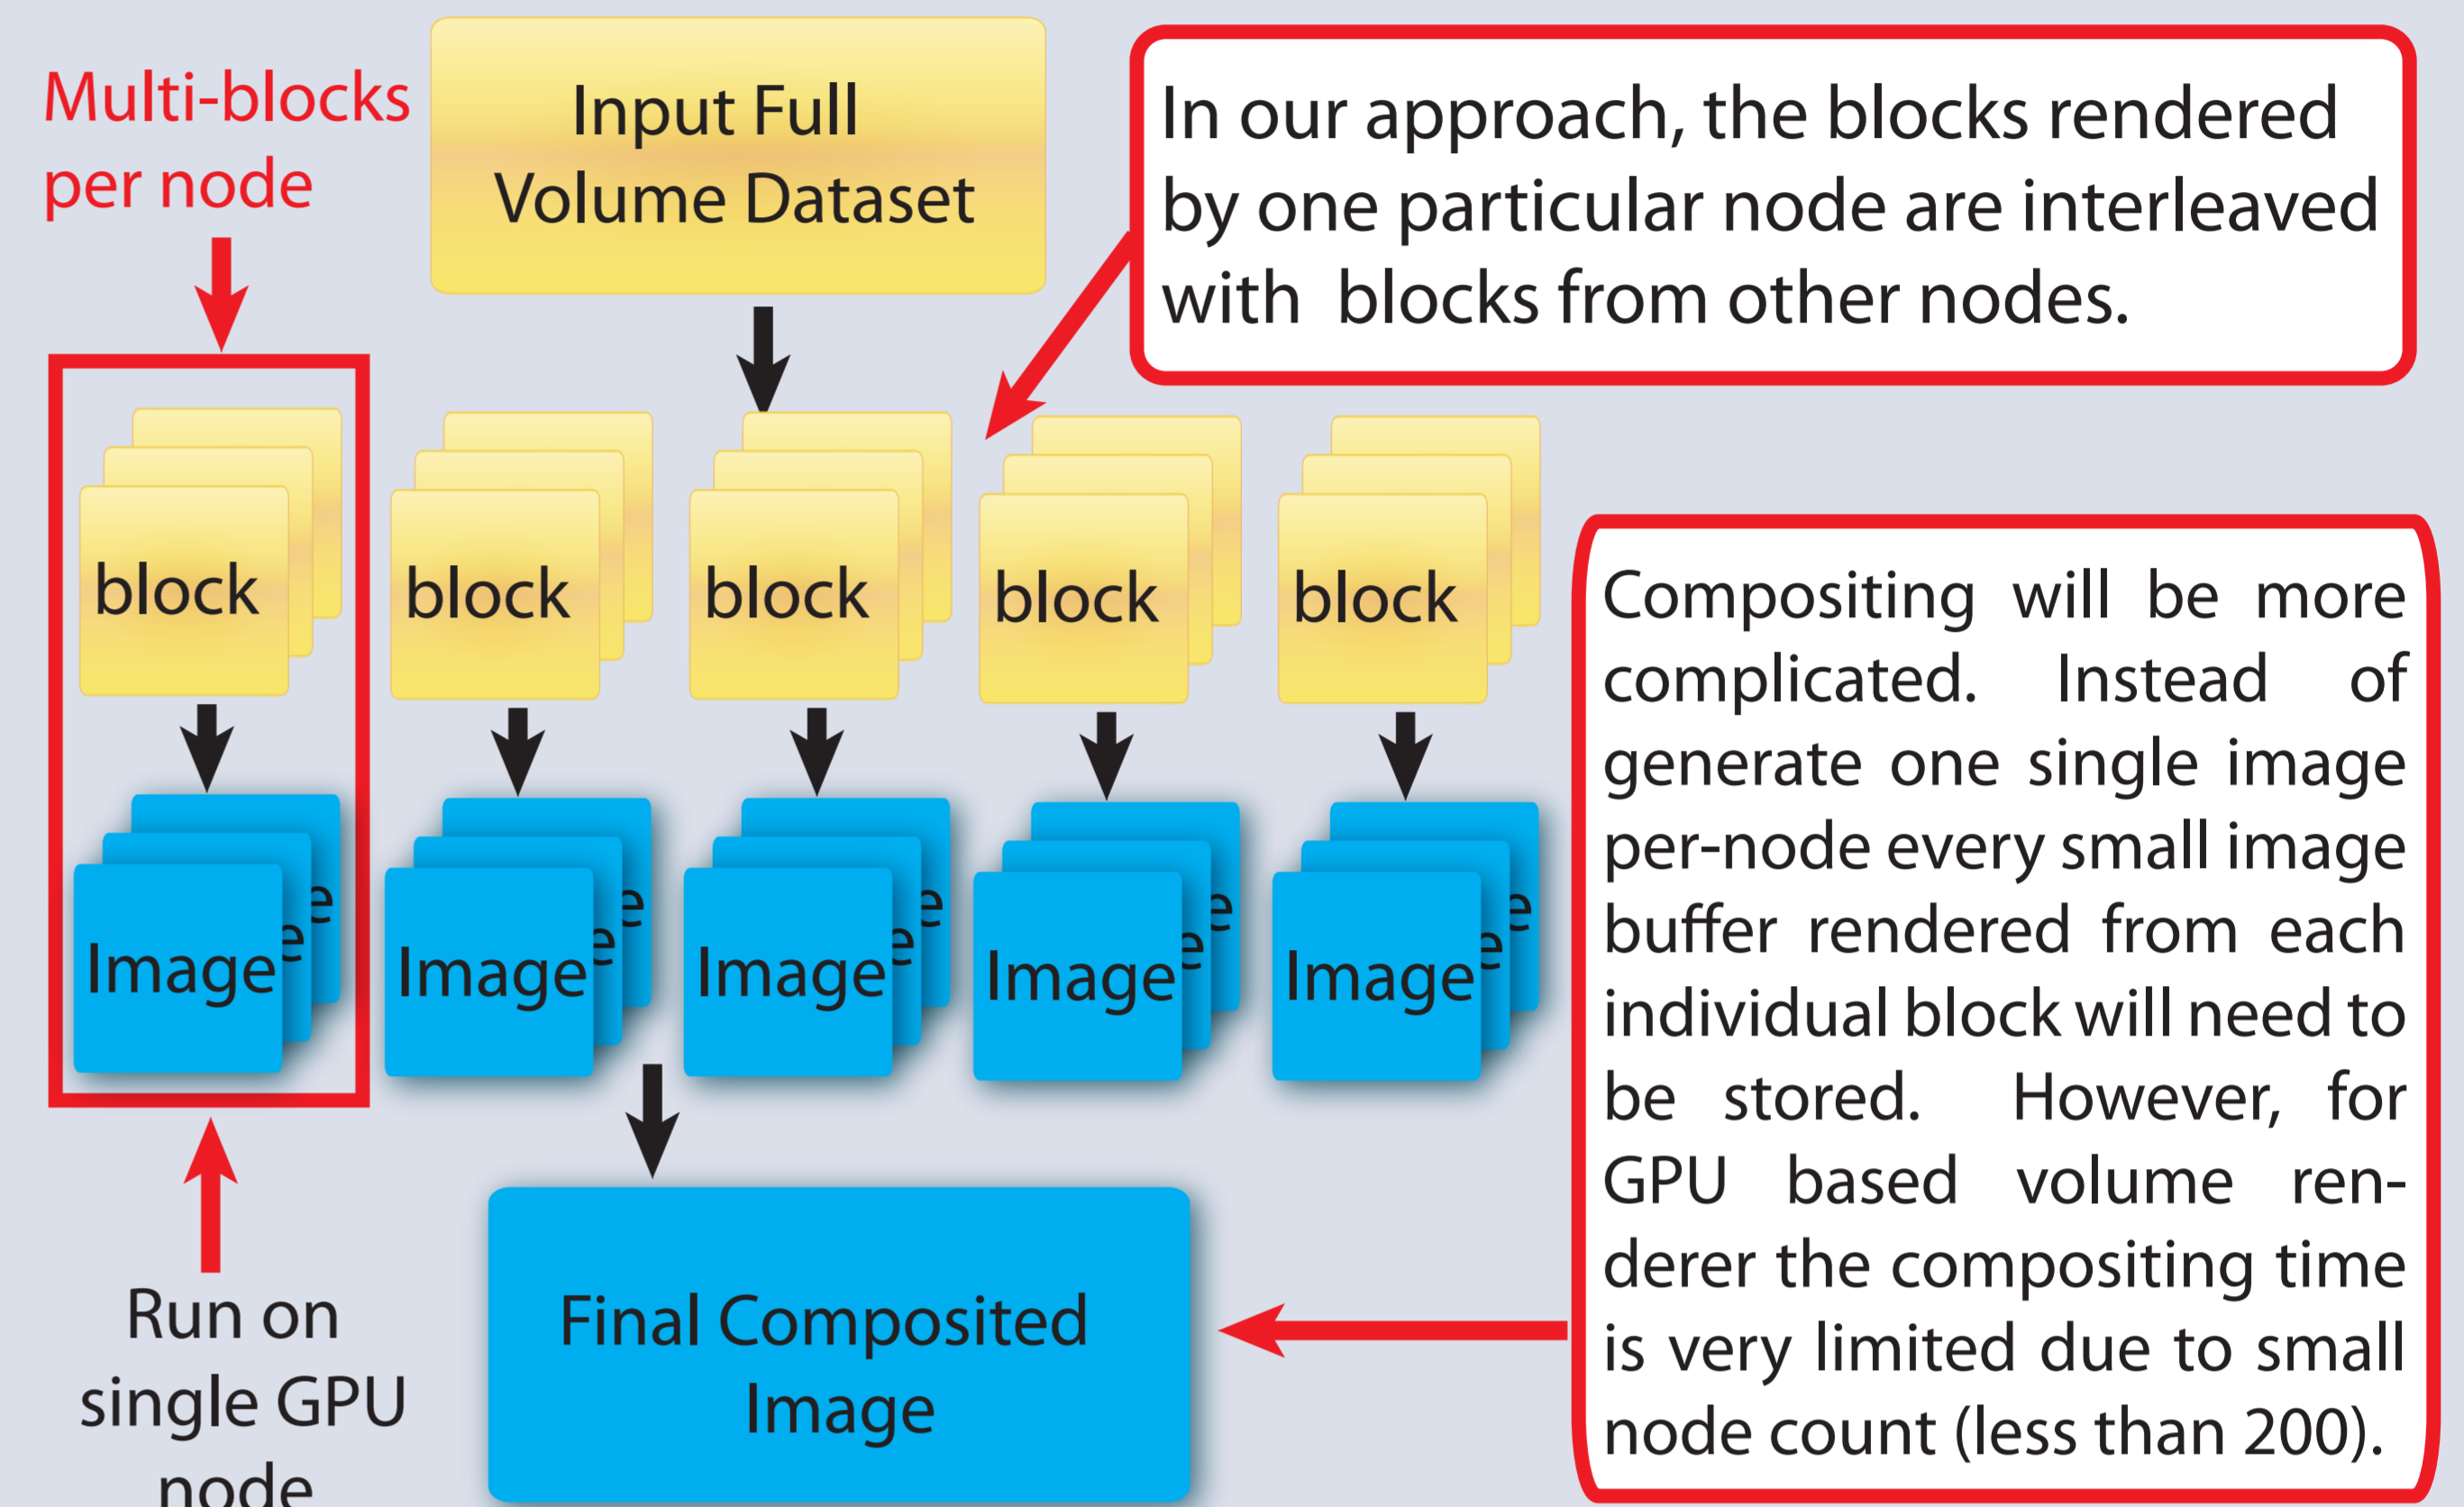 Multi-blocks
per node
Input Full
Volume Dataset
In our approach, the blocks rendered
by one particular node are interleaved
with blocks from other nodes.
block
block
block
block
block
Image
e
e
Image
e
e
Image
e
e
Image
e
e
Image
e
e
Compositing will be more
complicated. Instead of
generate one single image
per-node every small image
buffer rendered from each
individual block will need to
be stored. However, for
GPU based volume ren-
derer the compositing time
is very limited due to small
node count (less than 200).
Run on
single GPU
node
Final Composited
Image